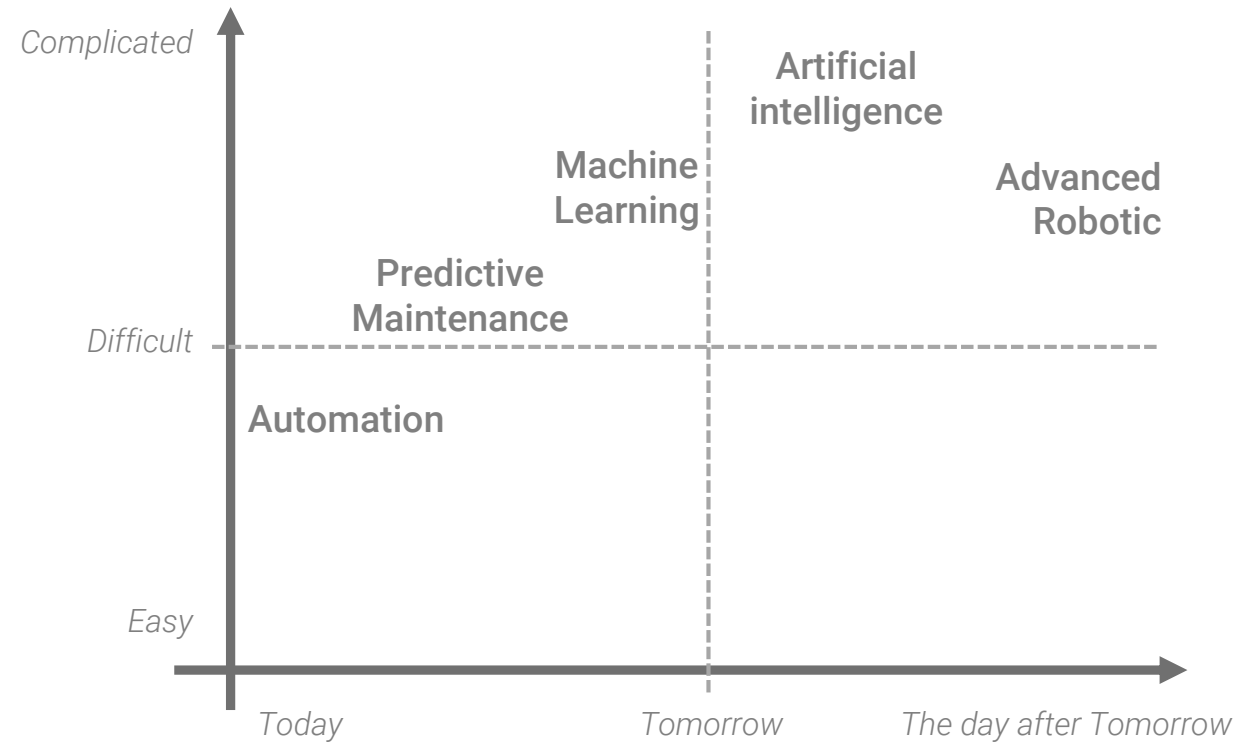 Complicated
Artificial
intelligence
Machine
Learning
Advanced
Robotic
Predictive
Maintenance
Difficult
Automation
Easy
Today
Tomorrow
The day after Tomorrow